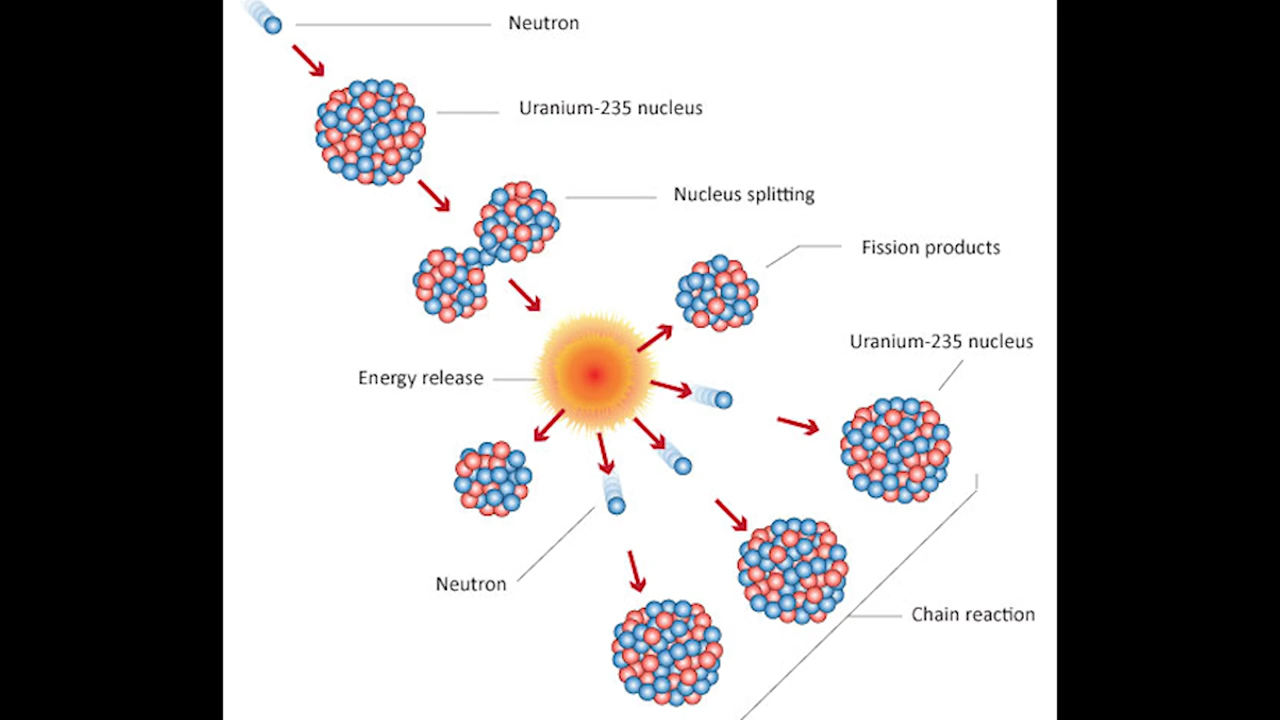 Neutron
Uranium-235 nucleus
Nucleus splitting
Fission products
Uranium-235 nucleus
Energy release
Neutron
Chain reaction